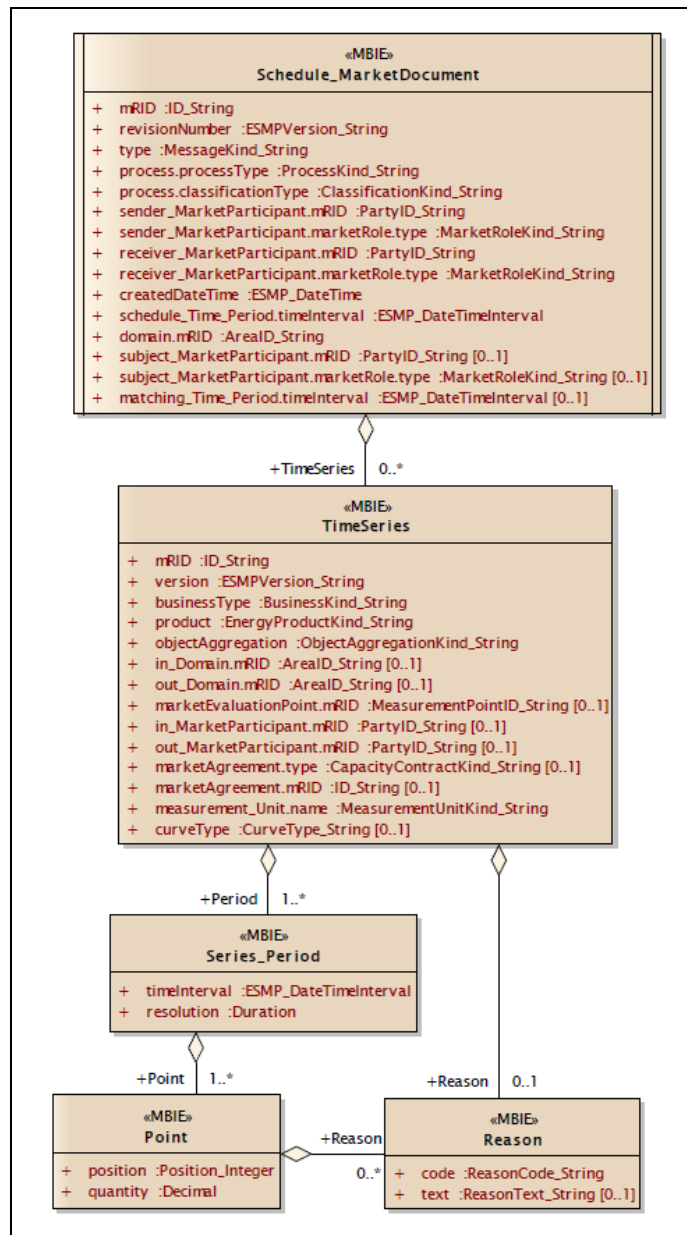 «MBIE»
Schedule_MarketDocument
+ mRID :ID_String
+ revisionNumber :ESMPVersion_String
+ type :MessageKind_String
+ process.processType :ProcessKind_String
+ process.classificationType :ClassificationKind_String
+ sender_MarketParticipant.mRID :PartyID_String
+ sender_MarketParticipant.marketRole.type :MarketRoleKind_String
+ receiver_MarketParticipant.mRID :PartyID_String
+ receiver_MarketParticipant.marketRole.type :MarketRoleKind_String
+ createdDateTime :ESMP_DateTime
+ schedule_Time_Period.timeInterval :ESMP_DateTimeInterval
+ domain.mRID :AreaID_String
+ subject_MarketParticipant.mRID :PartyID_String [0..1]
+ subject_MarketParticipant.marketRole.type :MarketRoleKind_String [0..1]
+ matching_Time_Period.timeInterval :ESMP_DateTimeInterval [0..1]
+TimeSeries 0..*
«MBIE»
TimeSeries
+ mRID :ID_String
+ version :ESMPVersion_String
+ businessType :BusinessKind_String
+ product :EnergyProductKind_String
+ objectAggregation :ObjectAggregationKind_String
+ in_Domain.mRID :AreaID_String [0..1]
+ out_Domain.mRID :AreaID_String [0..1]
+ marketEvaluationPoint.mRID :MeasurementPointID_String [0..1]
+ in_MarketParticipant.mRID :PartyID_String [0..1]
+ out_MarketParticipant.mRID :PartyID_String [0..1]
+ marketAgreement.type :CapacityContractKind_String [0..1]
+ marketAgreement.mRID :ID_String [0..1]
+ measurement_Unit.name :MeasurementUnitKind_String
+ curveType :CurveType_String [0..1]
+Period 1..*
«MBIE»
Series_Period
+ timeInterval :ESMP_DateTimeInterval
+ resolution :Duration
+Point 1..*
+Reason 0..1
«MBIE»
Point
+ position :Position_Integer
+ quantity :Decimal
+Reason
0..*
«MBIE»
Reason
+ code :ReasonCode_String
+ text :ReasonText_String [0..1]